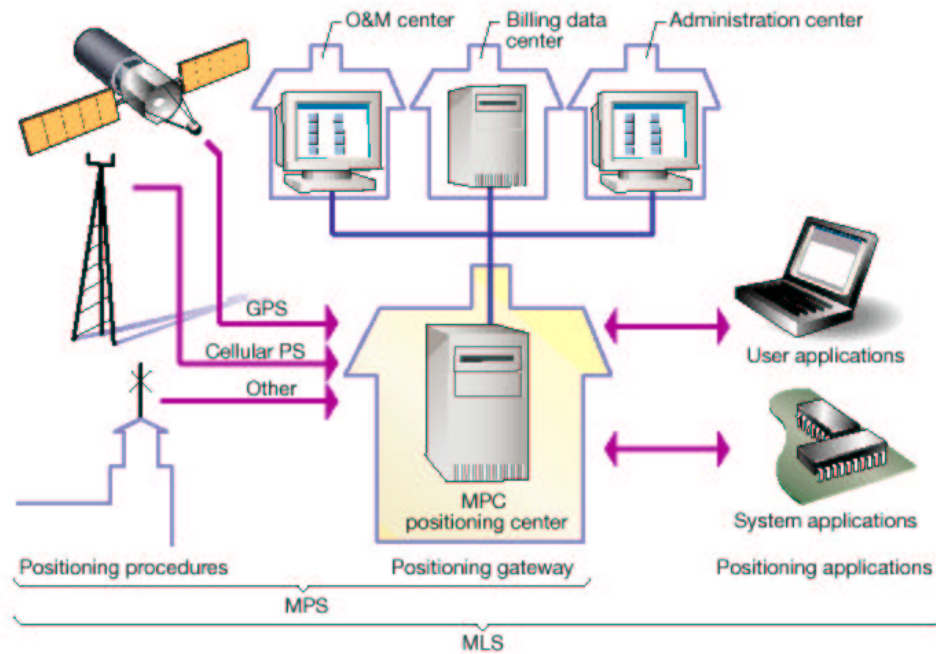 O&M center
Billing data
center
Administration center
GPS
Cellular PS
Other
MPC
positioning center
User applications
System applications
Positioning procedures
Positioning gateway
Positioning applications
MPS
MLS